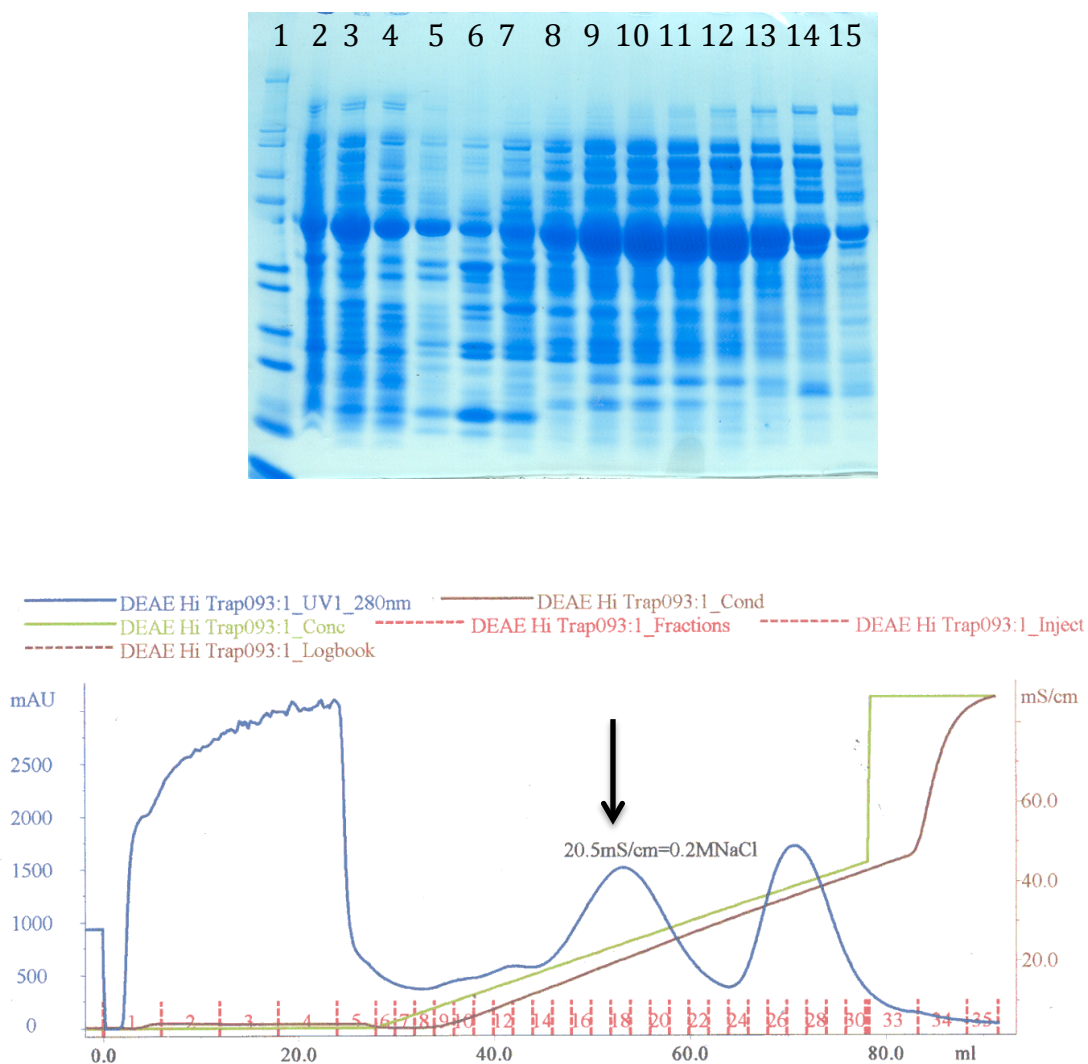 1 2 3 4 5 6 7 8 9 10 11 12 13 14 15
DEAE Hi Trap093:1_UV1_280nm DEAE Hi Trap093:1_Cond
DEAE Hi Trap093:1_Conc DEAE Hi Trap093:1_Fractions DEAE Hi Trap093:1_Inject
DEAE Hi Trap093:1_Logbook
mAU mS/cm
2500
2000 60.0
20.5mS/cm=0.2MNaCl
1500
40.0
1000
500 20.0
0 1 2 3 4 5 6 7 8 9 10 12 14 16 18 20 22 24 26 28 30 33 34 35
0.0 20.0 40.0 60.0 80.0 ml